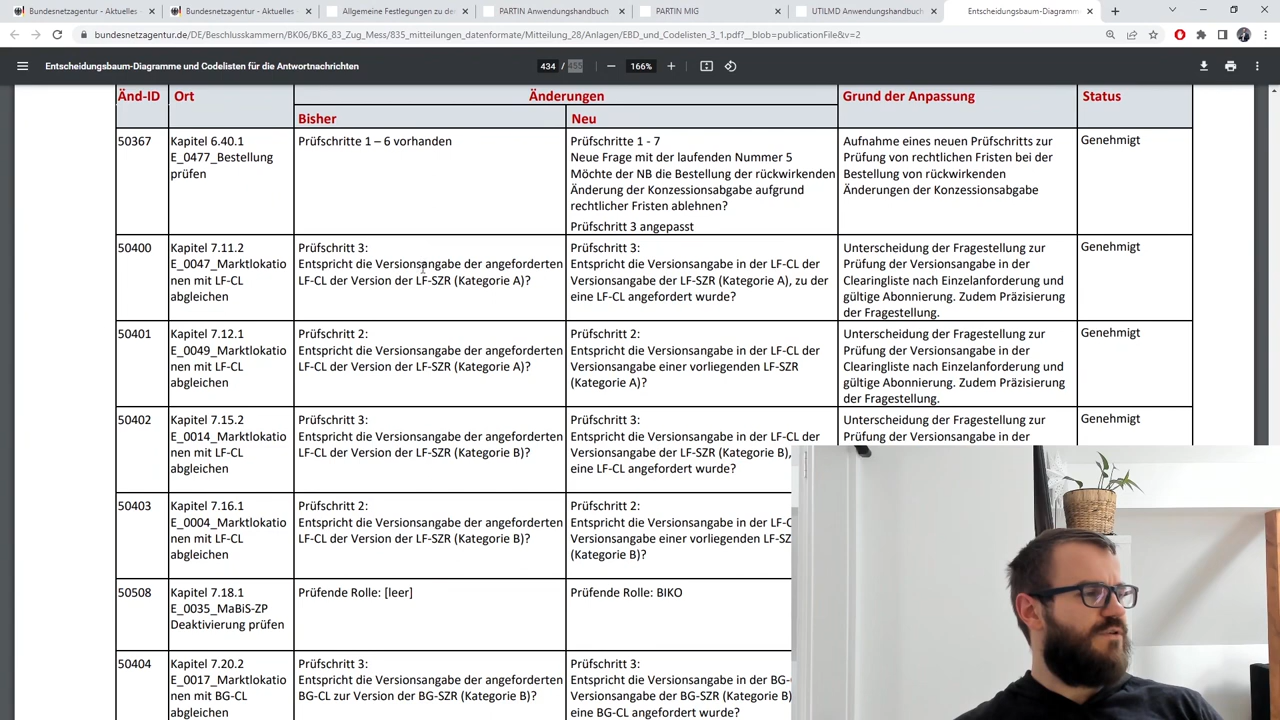 Bundesnetzagentur - Aktuelles -
Bundesnetzagentur - Aktuelles -
Allgemeine Festlegungen zu de
PARTIN Anwendungshandbuch
PARTIN MIG
UTILMD Anwendungshandbuch
Entscheidungsbaum-Diagramme
bundesnetzagentur.de/DE/Beschlusskammern/BK06/BK6_83_Zug_Mess/835_mitteilungen_datenformate/Mitteilung_28/Anlagen/EBD_und_Codelisten_3_1.pdf?__blob=publicationFile&v=2
Entscheidungsbaum-Diagramme und Codelisten für die Antwortnachrichten
434 / 455
166%
Änd-ID
Ort
Änderungen
Grund der Anpassung
Status
Bisher
Neu
50367
Kapitel 6.40.1
E_0477_Bestellung
prüfen
Prüfschritte 1 – 6 vorhanden
Prüfschritte 1 - 7
Neue Frage mit der laufenden Nummer 5
Möchte der NB die Bestellung der rückwirkenden
Änderung der Konzessionsabgabe aufgrund
rechtlicher Fristen ablehnen?
Prüfschritt 3 angepasst
Aufnahme eines neuen Prüfschritts zur
Prüfung von rechtlichen Fristen bei der
Bestellung von rückwirkenden
Änderungen der Konzessionsabgabe
Genehmigt
50400
Kapitel 7.11.2
E_0047_Marktlokatio
nen mit LF-CL
abgleichen
Prüfschritt 3:
Entspricht die Versionsangabe der angeforderten
LF-CL der Version der LF-SZR (Kategorie A)?
Prüfschritt 3:
Entspricht die Versionsangabe in der LF-CL der
Versionsangabe der LF-SZR (Kategorie A), zu der
eine LF-CL angefordert wurde?
Unterscheidung der Fragestellung zur
Prüfung der Versionsangabe in der
Clearingliste nach Einzelanforderung und
gültige Abonnierung. Zudem Präzisierung
der Fragestellung.
Genehmigt
50401
Kapitel 7.12.1
E_0049_Marktlokatio
nen mit LF-CL
abgleichen
Prüfschritt 2:
Entspricht die Versionsangabe der angeforderten
LF-CL der Version der LF-SZR (Kategorie A)?
Prüfschritt 2:
Entspricht die Versionsangabe in der LF-CL der
Versionsangabe einer vorliegenden LF-SZR
(Kategorie A)?
Unterscheidung der Fragestellung zur
Prüfung der Versionsangabe in der
Clearingliste nach Einzelanforderung und
gültige Abonnierung. Zudem Präzisierung
der Fragestellung.
Genehmigt
50402
Kapitel 7.15.2
E_0014_Marktlokatio
nen mit LF-CL
abgleichen
Prüfschritt 3:
Entspricht die Versionsangabe der angeforderten
LF-CL der Version der LF-SZR (Kategorie B)?
Prüfschritt 3:
Entspricht die Versionsangabe in der LF-CL der
Versionsangabe der LF-SZR (Kategorie B),
eine LF-CL angefordert wurde?
Unterscheidung der Fragestellung zur
Prüfung der Versionsangabe in der
Genehmigt
50403
Kapitel 7.16.1
E_0004_Marktlokatio
nen mit LF-CL
abgleichen
Prüfschritt 2:
Entspricht die Versionsangabe der angeforderten
LF-CL der Version der LF-SZR (Kategorie B)?
Prüfschritt 2:
Entspricht die Versionsangabe in der LF-C
Versionsangabe einer vorliegenden LF-SZ
(Kategorie B)?
50508
Kapitel 7.18.1
E_0035_MaBiS-ZP
Deaktivierung prüfen
Prüfende Rolle: [leer]
Prüfende Rolle: BIKO
50404
Kapitel 7.20.2
E_0017_Marktlokatio
nen mit BG-CL
abgleichen
Prüfschritt 3:
Entspricht die Versionsangabe der angeforderten
BG-CL zur Version der BG-SZR (Kategorie B)?
Prüfschritt 3:
Entspricht die Versionsangabe in der BG-
Versionsangabe der BG-SZR (Kategorie B)
eine BG-CL angefordert wurde?